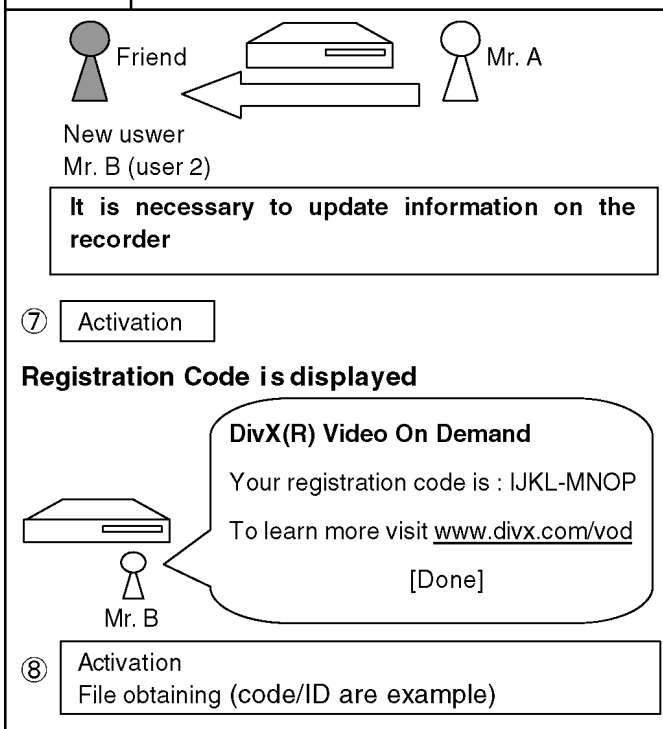 Friend
Mr. A
New uswer
Mr. B (user 2)
It is necessary to update information on the
recorder
⑦ Activation
Registration Code is displayed
DivX(R) Video On Demand
Your registration code is : IJKL-MNOP
To learn more visit www.divx.com/vod
[Done]
Mr. B
⑧ Activation
File obtaining (code/ID are example)